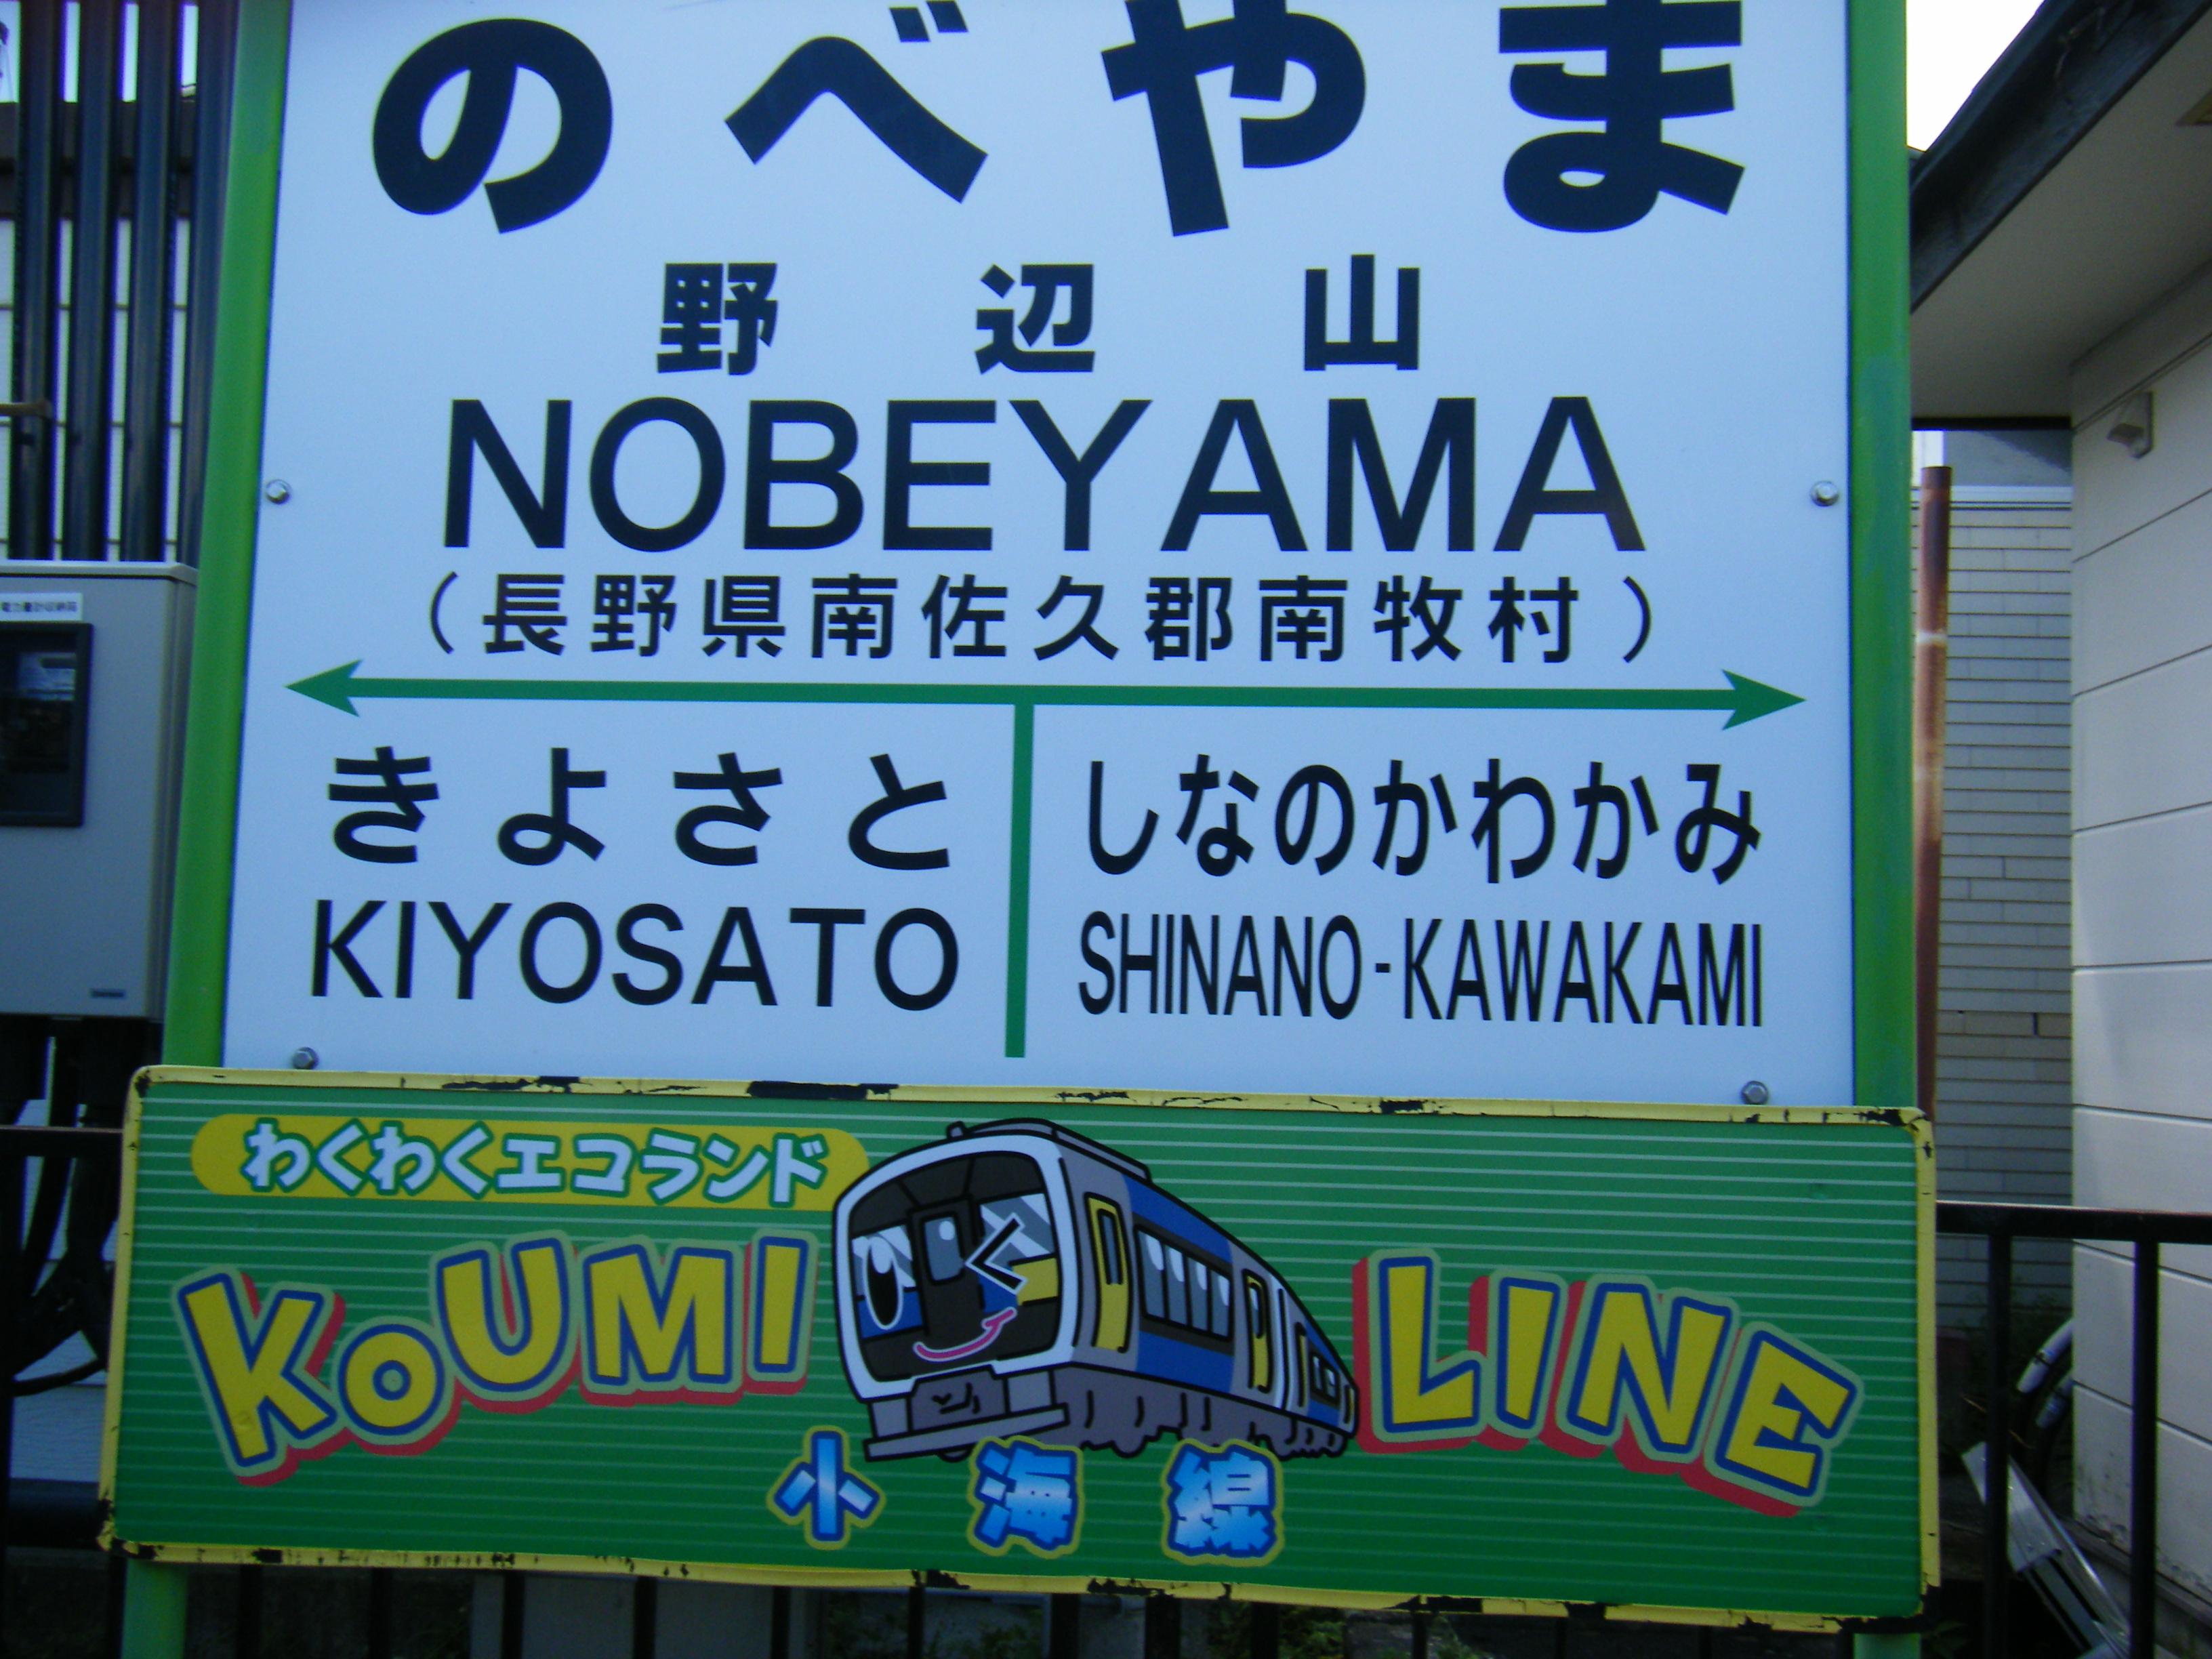 のべやま
野辺山
NOBEYAMA
（長野県南佐久郡南牧村）
きよさと
KIYOSATO
しなのかわかみ
SHINANO-KAWAKAMI
わくわくエコランド
KOUMI LINE
小海線